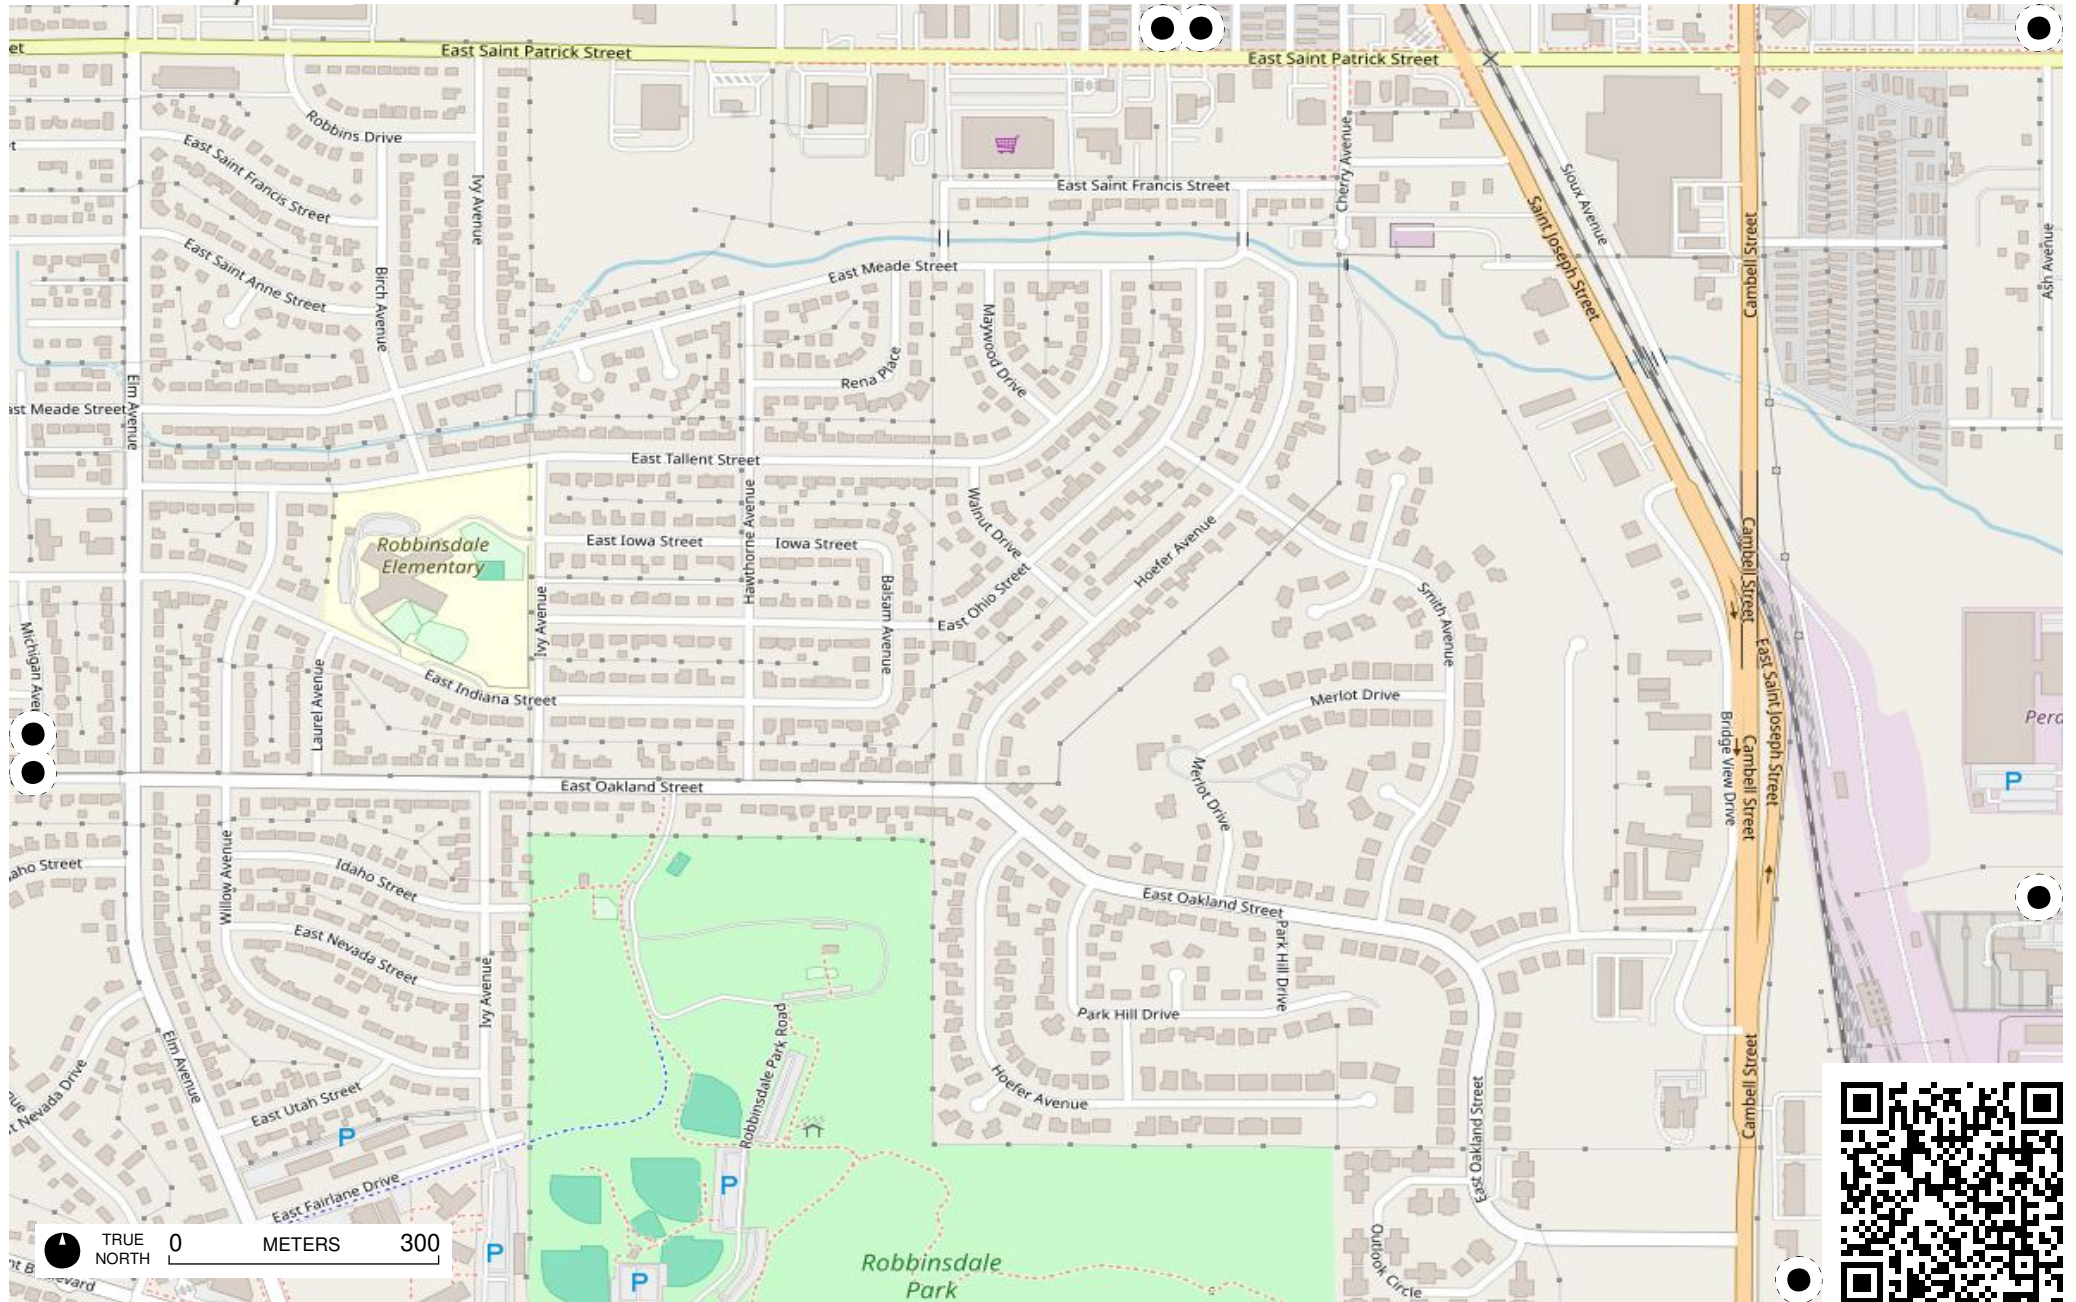 et
East Saint Patrick Street
East Saint Patrick Street
Robbins Drive
East Saint Francis Street
Ivy Avenue
East Saint Francis Street
Cherry Avenue
Sioux Avenue
Saint Joseph Street
Cambell Street
Ash Avenue
East Saint Anne Street
Birch Avenue
East Meade Street
Maywood Drive
Rena Place
Elm Avenue
ast Meade Street
East Tallent Street
Hawthorne Avenue
Walnut Drive
Robbinsdale
Elementary
East Iowa Street
Iowa Street
Hoefer Avenue
Cambell Street
Balsam Avenue
East Ohio Street
Smith Avenue
Ivy Avenue
Michigan Aven
Laurel Avenue
East Indiana Street
Merlot Drive
East Saint Joseph Street
Bridge View Drive
Cambell Street
Perd
P
Merlot Drive
East Oakland Street
Willow Avenue
Idaho Street
aho Street
East Oakland Street
Park Hill Drive
East Nevada Street
Ivy Avenue
Park Hill Drive
Robbinsdale Park Road
Elm Avenue
t Nevada Drive
ue
East Utah Street
P
Hoefer Avenue
East Oakland Street
Cambell Street
East Fairlane Drive
P
P
P
Robbinsdale
Park
Outlook Circle
TRUE
NORTH
0 METERS 300